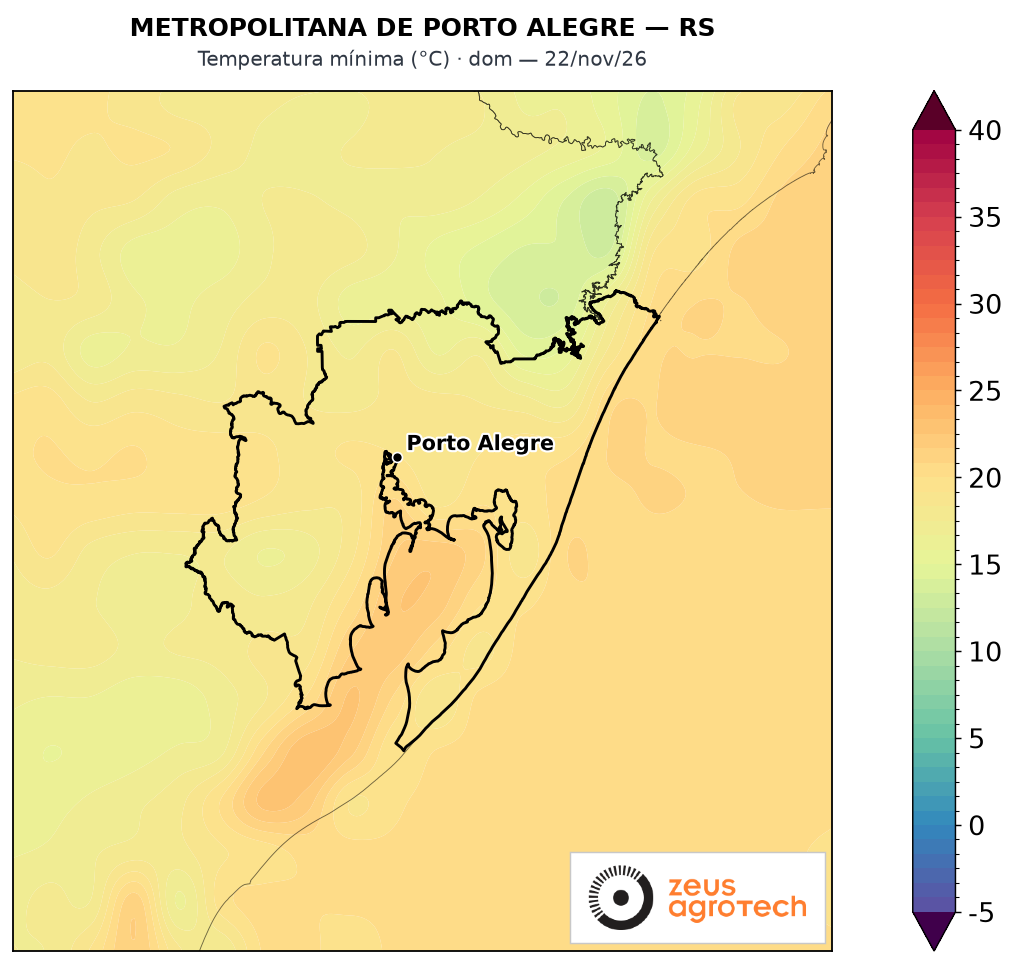 METROPOLITANA DE PORTO ALEGRE — RS
Temperatura mínima (°C) · dom — 22/nov/26
Porto Alegre
40
35
30
25
20
15
10
5
0
-5
zeus
agrotech